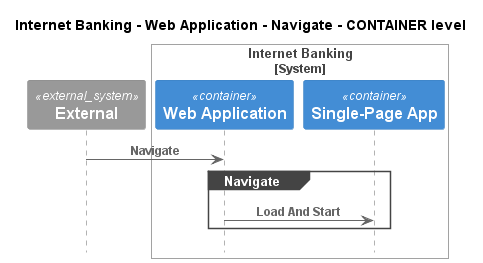 Internet Banking - Web Application - Navigate - CONTAINER level
Internet Banking
[System]
«external_system»
External
«container»
Web Application
«container»
Single-Page App
Navigate
Navigate
Load And Start